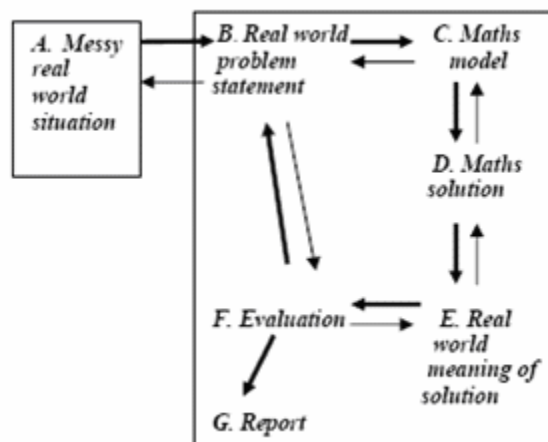 A. Messy
real
world
situation
B. Real world
problem
statement
C. Maths
model
D. Maths
solution
E. Real
world
meaning of
solution
F. Evaluation
G. Report